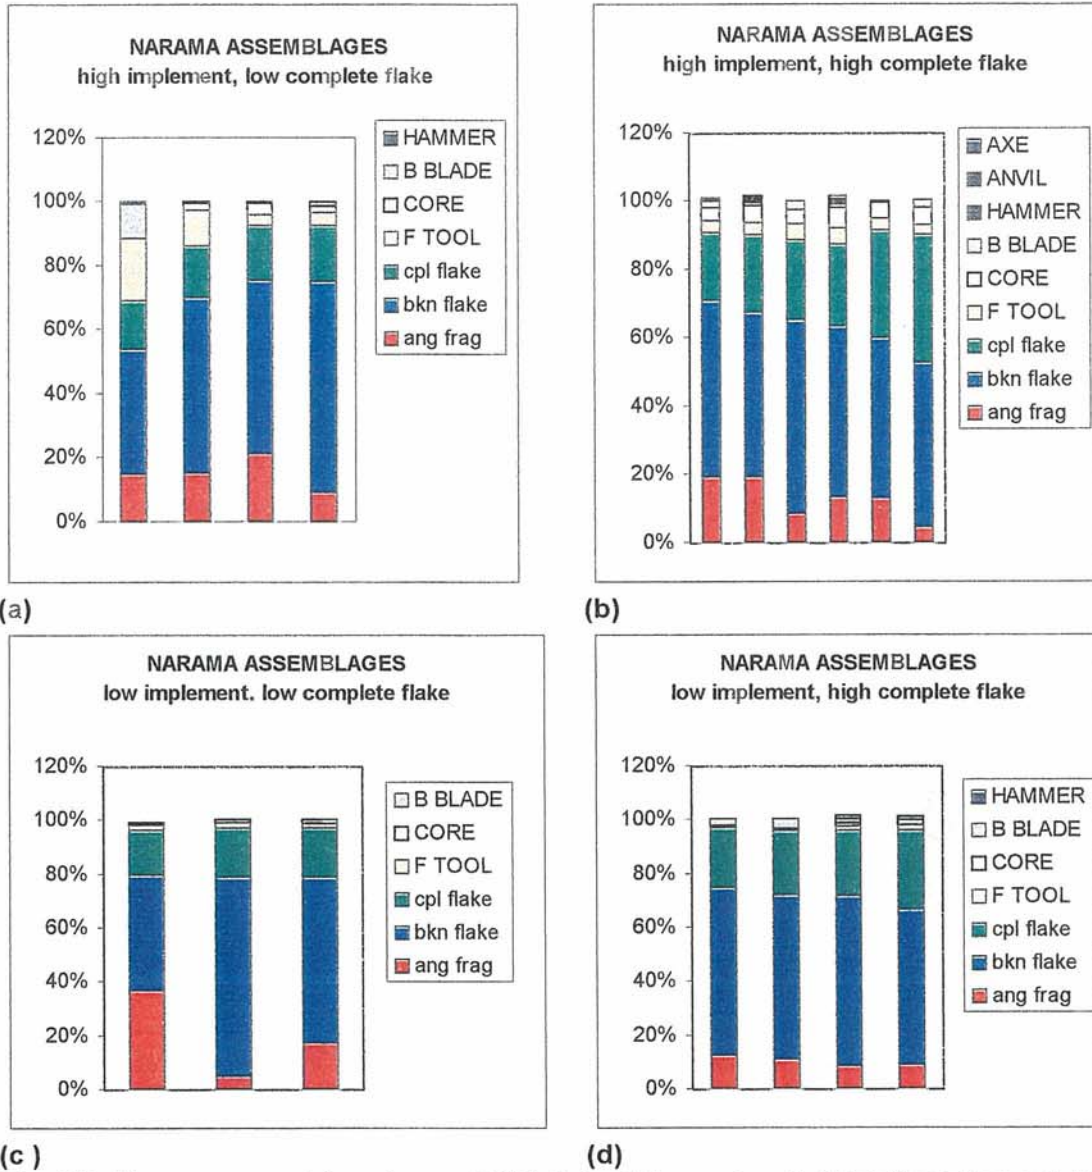 NARAMA ASSEMBLAGES
high implement, low complete flake
120%
100%
80%
60%
40%
20%
0%
HAMMER
B BLADE
CORE
F TOOL
cpl flake
bkn flake
ang frag
(a)
NARAMA ASSEMBLAGES
high implement, high complete flake
120%
100%
80%
60%
40%
20%
0%
AXE
ANVIL
HAMMER
B BLADE
CORE
F TOOL
cpl flake
bkn flake
ang frag
(b)
NARAMA ASSEMBLAGES
low implement. low complete flake
120%
100%
80%
60%
40%
20%
0%
B BLADE
CORE
F TOOL
cpl flake
bkn flake
ang frag
(c )
NARAMA ASSEMBLAGES
low implement, high complete flake
120%
100%
80%
60%
40%
20%
0%
HAMMER
B BLADE
CORE
F TOOL
cpl flake
bkn flake
ang frag
(d)